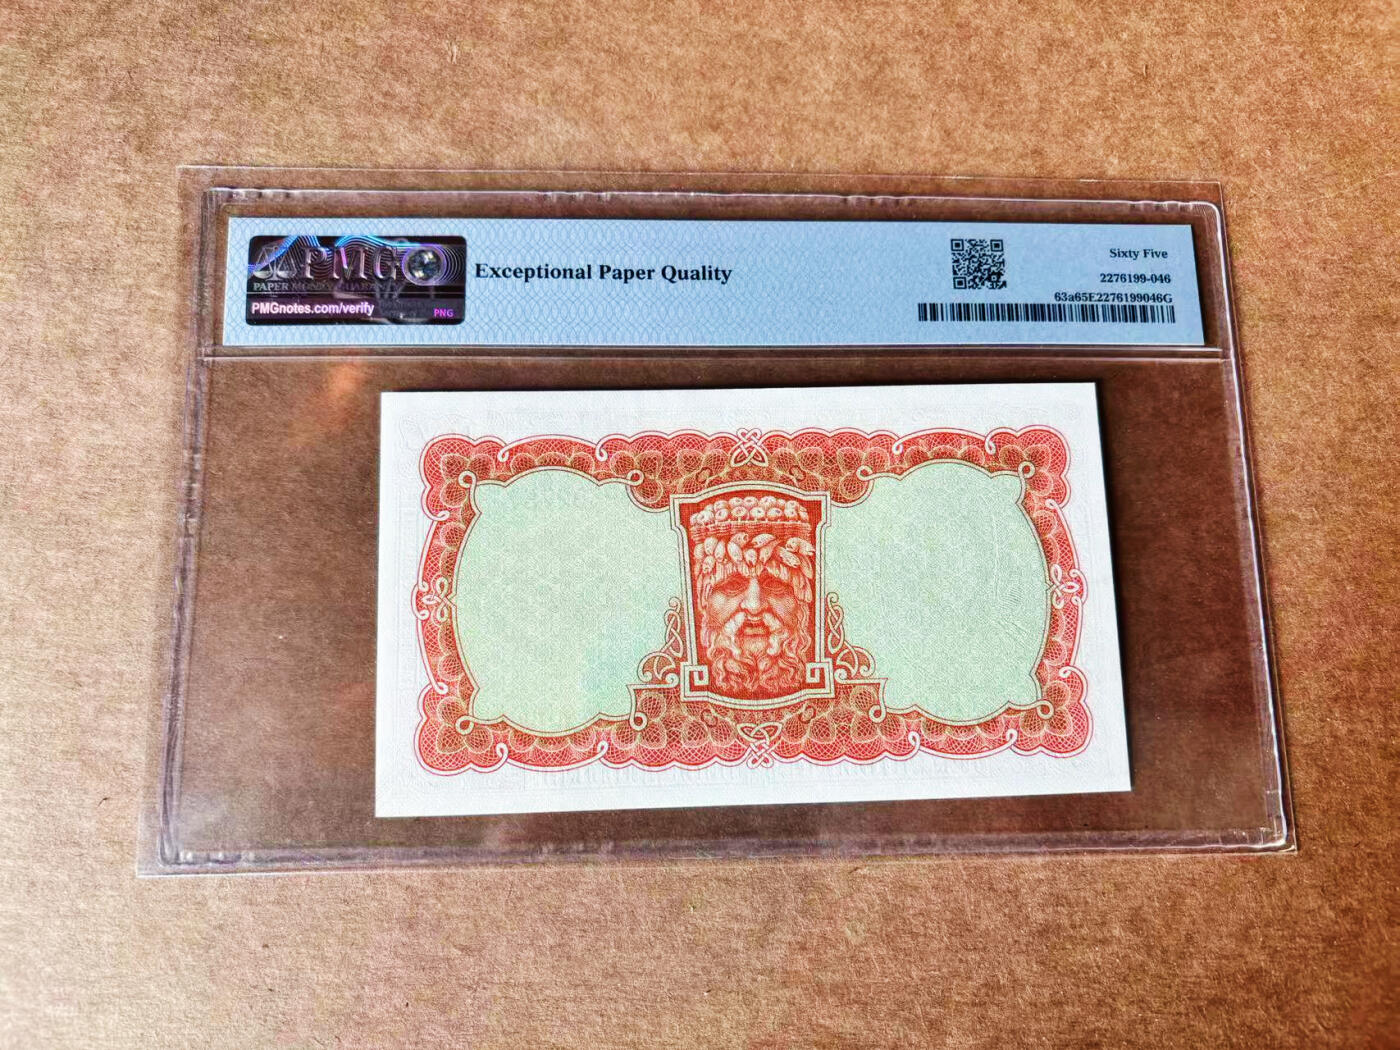 PMG
PAPER MONEY GUARANTY
PMGnotes.com/verify
PNG
Exceptional Paper Quality
Sixty Five
2276199-046
63a65E2276199046G